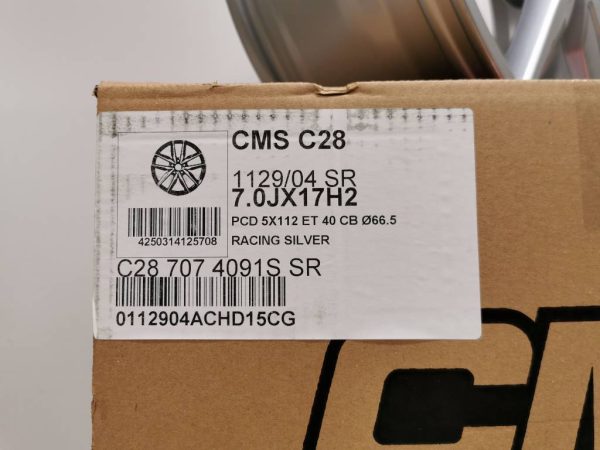 CMS C28
1129/04 SR
7.0JX17H2
PCD 5X112 ET 40 CB Ø66.5
4250314125708
RACING SILVER
C28 707 4091S SR
0112904ACHD15CG
CM